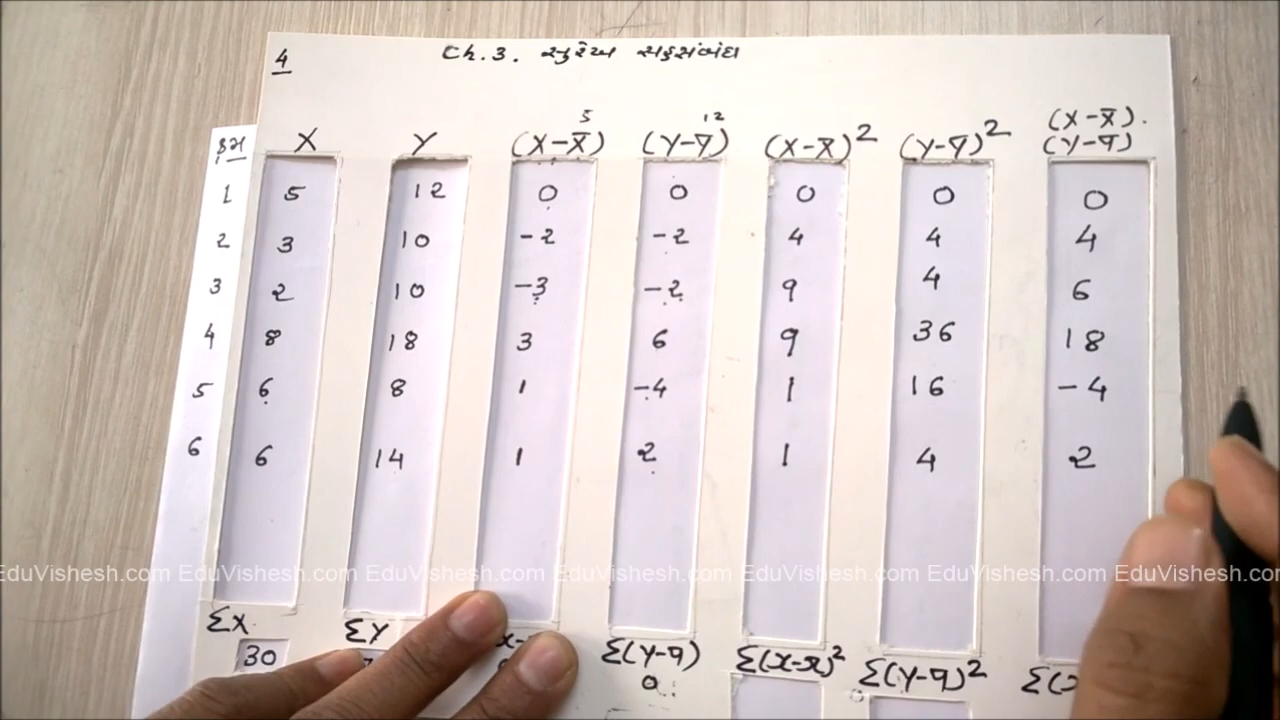 4 Ch. 3. સુરેખ સહસંબંધ
5 12 (X-X̄).
ક્રમ X Y (X-X̄) (Y-Ȳ) (X-X̄)² (Y-Ȳ)² (Y-Ȳ)
1 5 12 0 0 0 0 0
2 3 10 -2 -2 4 4 4
3 2 10 -3 -2 9 4 6
4 8 18 3 6 9 36 18
5 6 8 1 -4 1 16 -4
6 6 14 1 2 1 4 2
EduVishesh.com EduVishesh.com EduVishesh.com EduVishesh.com EduVishesh.com EduVishesh.com EduVishesh.com
ΣX ΣY Σ(Y-Ȳ) Σ(x-x̄)² Σ(Y-Ȳ)²
30 0